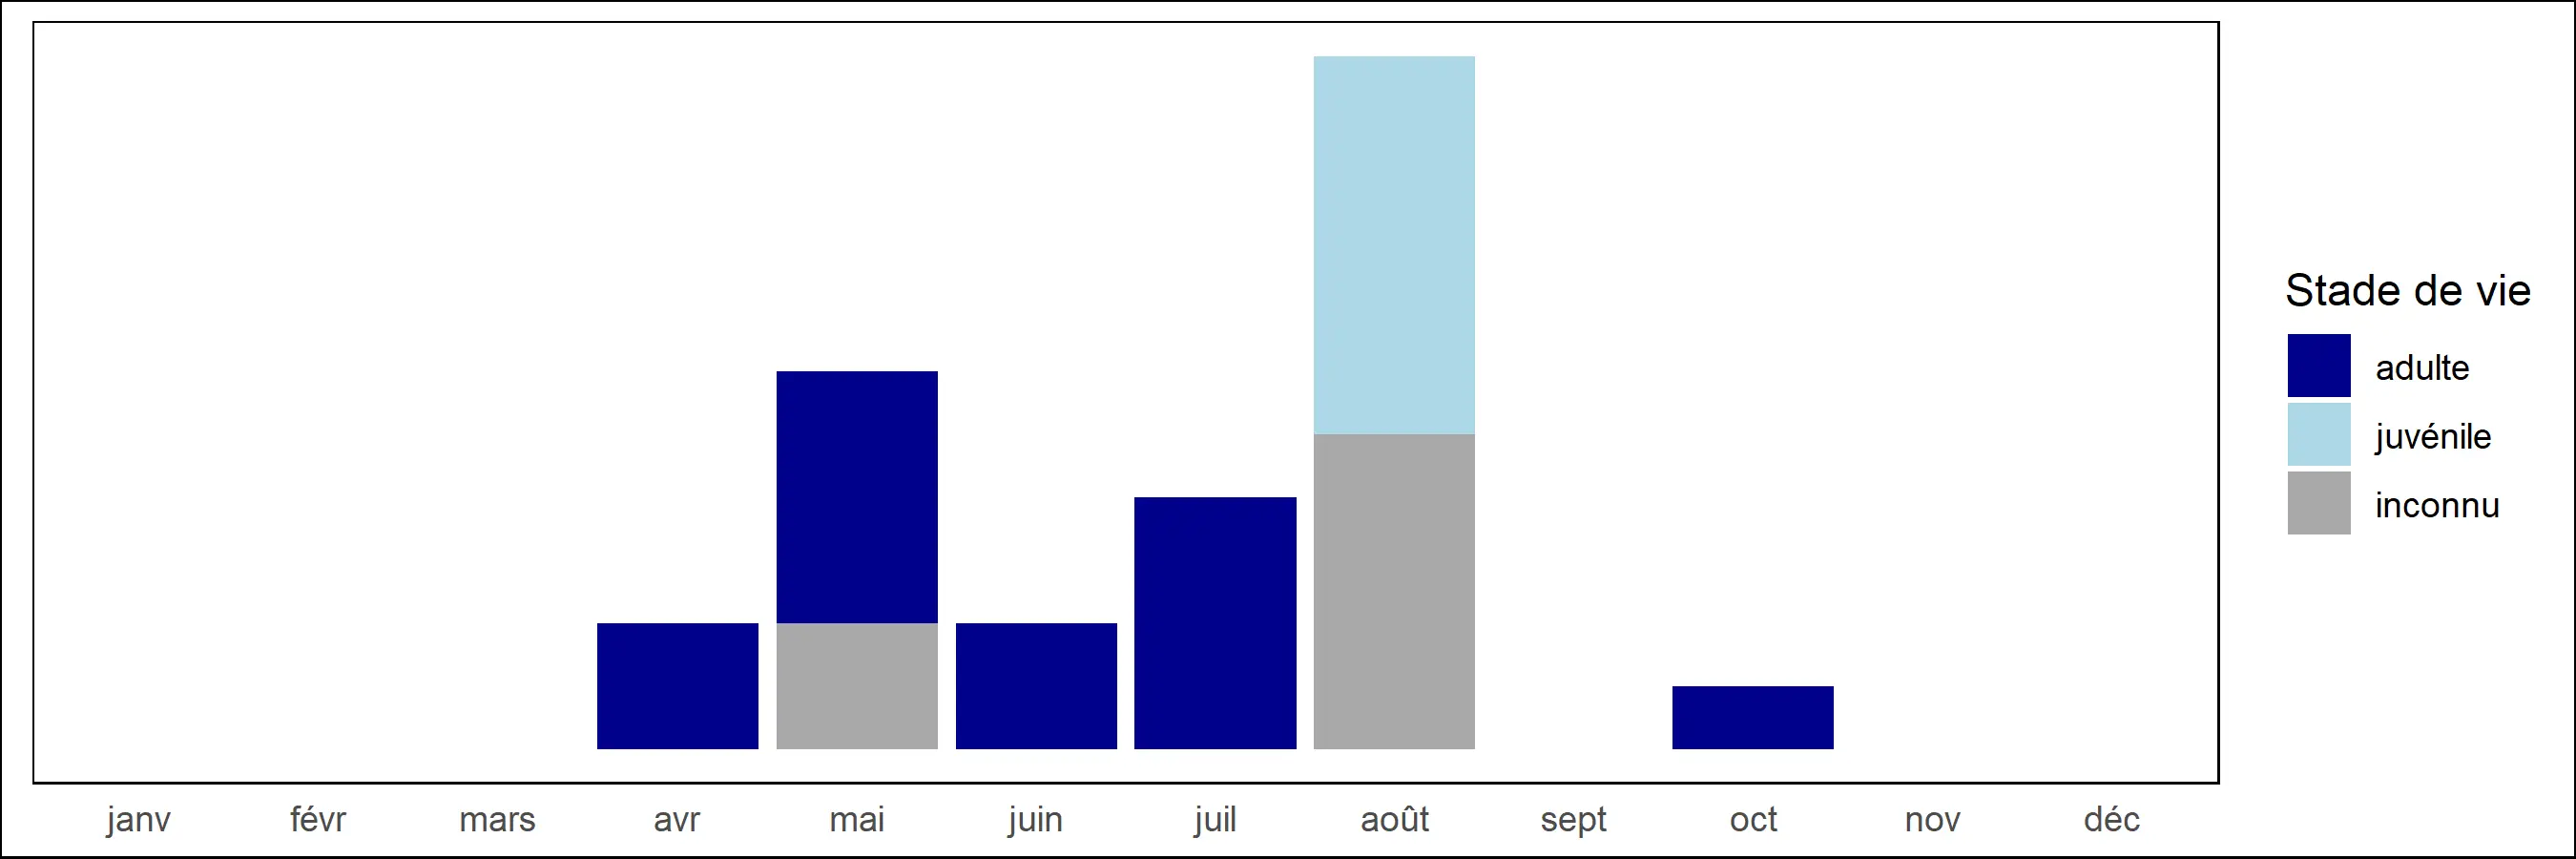 Stade de vie
adulte
juvénile
inconnu
janv févr mars avr mai juin juil août sept oct nov déc